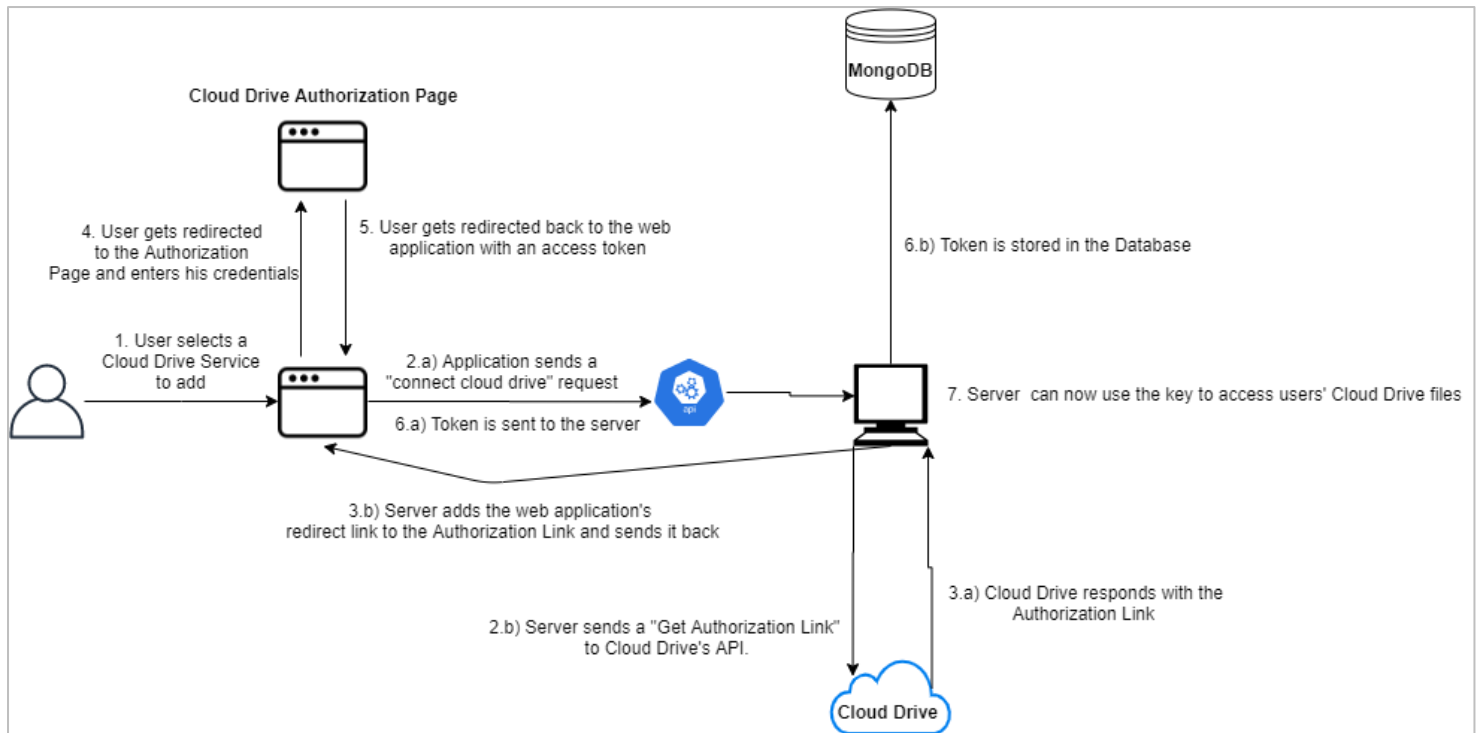 MongoDB
Cloud Drive Authorization Page
4. User gets redirected
to the Authorization
Page and enters his credentials
5. User gets redirected back to the web
application with an access token
6.b) Token is stored in the Database
1. User selects a
Cloud Drive Service
to add
2.a) Application sends a
"connect cloud drive" request
6.a) Token is sent to the server
api
7. Server can now use the key to access users' Cloud Drive files
3.b) Server adds the web application's
redirect link to the Authorization Link and sends it back
3.a) Cloud Drive responds with the
Authorization Link
2.b) Server sends a "Get Authorization Link"
to Cloud Drive's API.
Cloud Drive